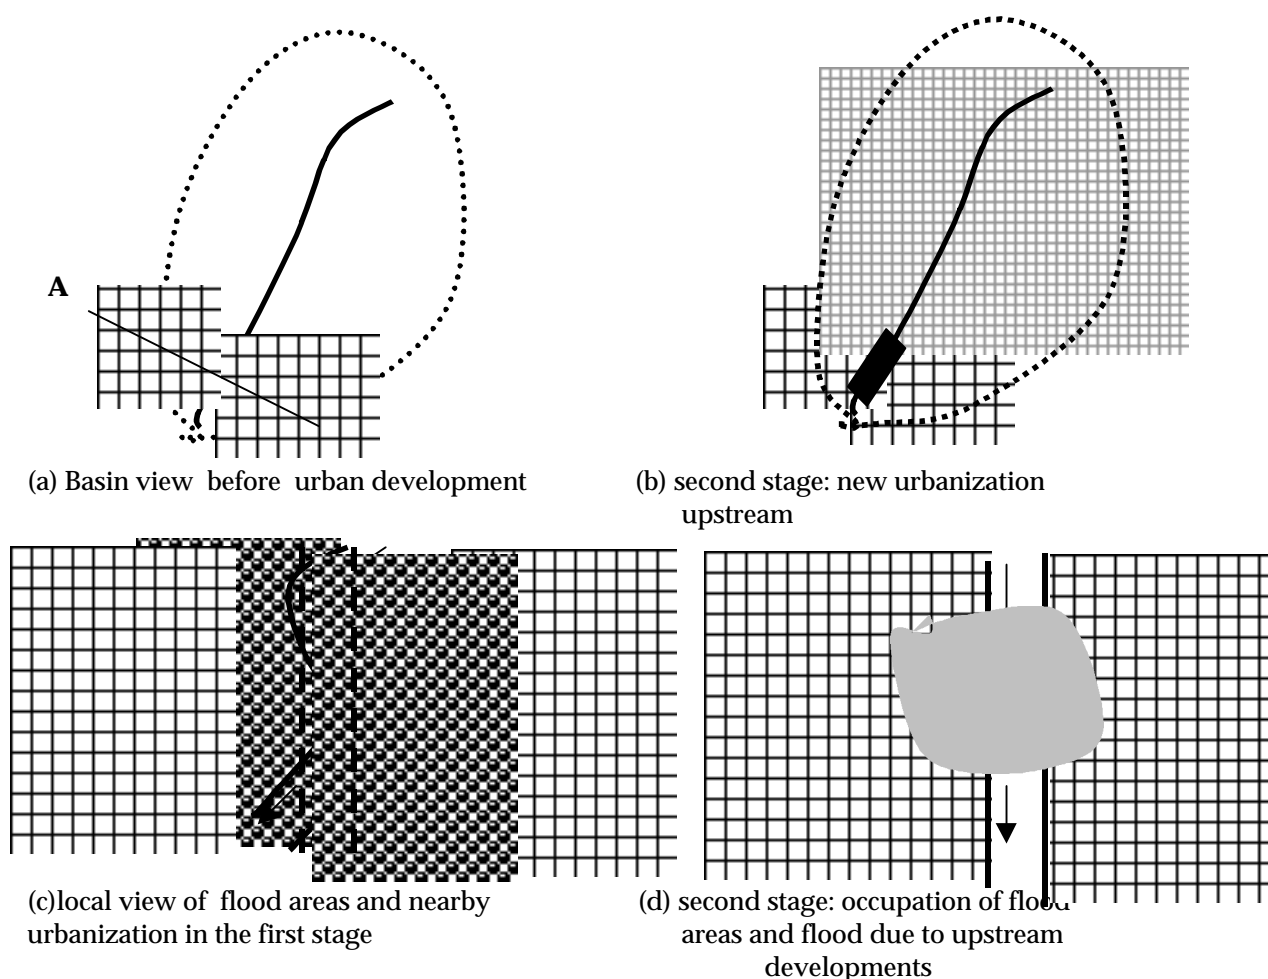 A
(a) Basin view before urban development
(b) second stage: new urbanization
upstream
(c)local view of flood areas and nearby
urbanization in the first stage
(d) second stage: occupation of flood
areas and flood due to upstream
developments